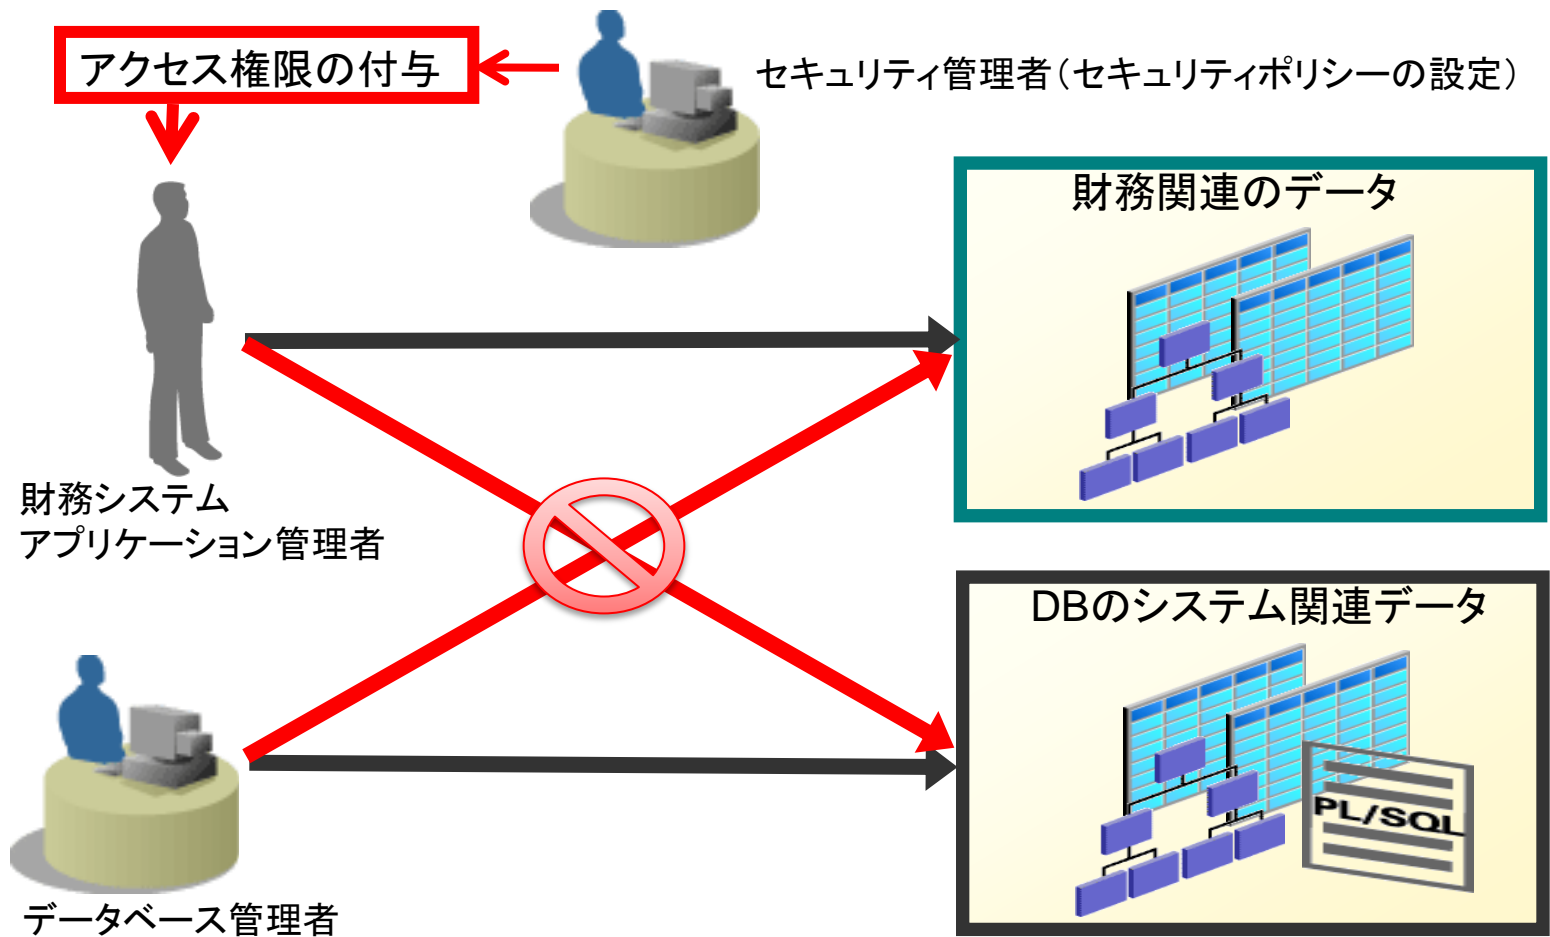 アクセス権限の付与
セキュリティ管理者（セキュリティポリシーの設定）
財務関連のデータ
財務システム
アプリケーション管理者
DBのシステム関連データ
PL/SQL
データベース管理者